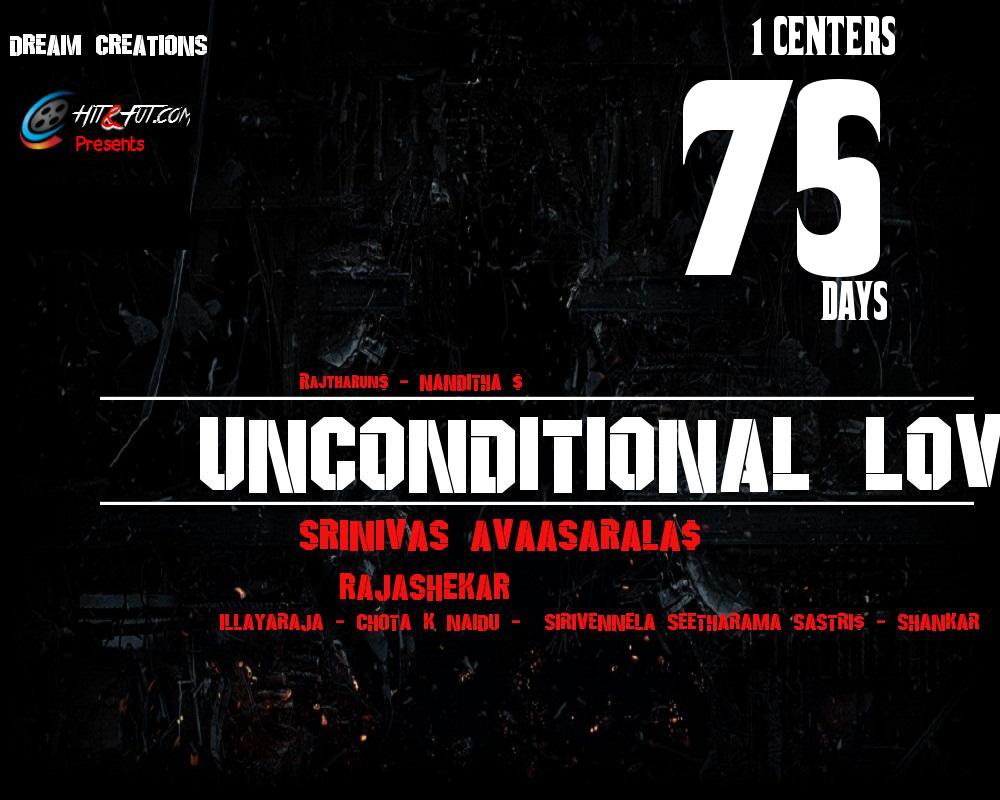 DREAM CREATIONS
HIT&FUT.COM
Presents
1 CENTERS
75
DAYS
RAJTHARUN$ - NANDITHA $
UNCONDITIONAL LOV
SRINIVAS AVAASARALA$
RAJASHEKAR
ILLAYARAJA - CHOTA K NAIDU - SIRIVENNELA SEETHARAMA SASTRI$ - SHANKAR